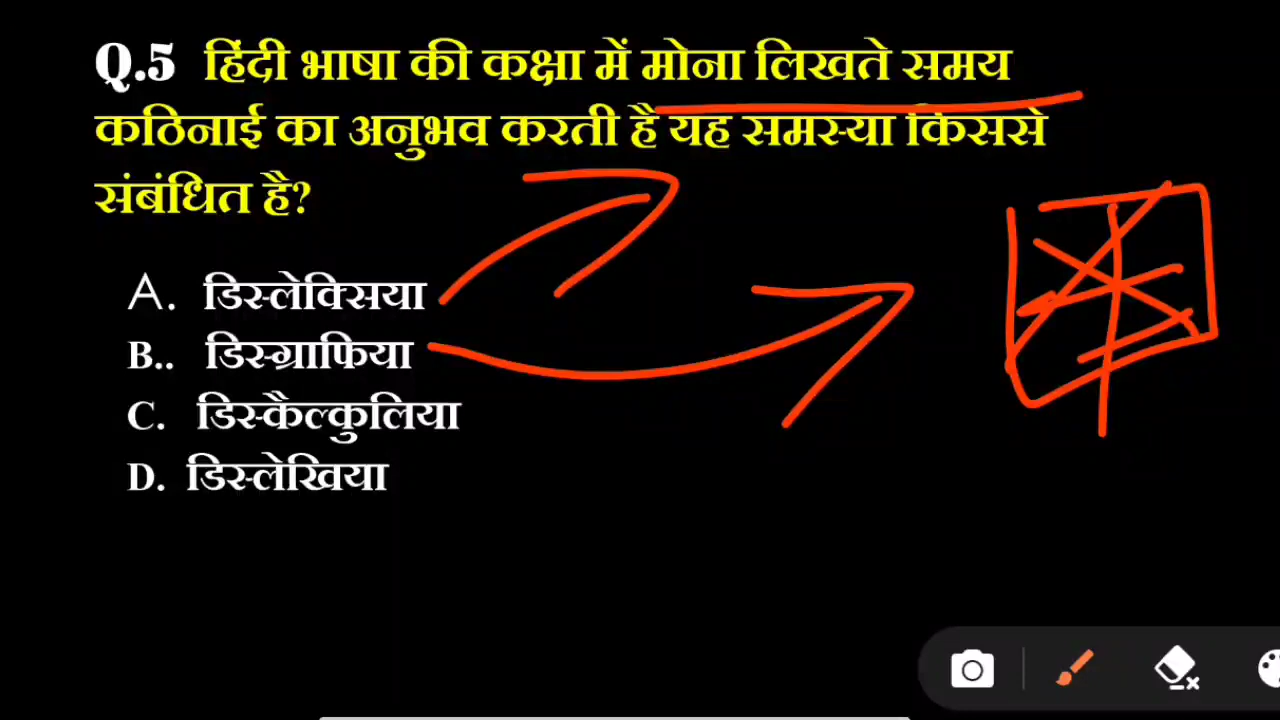 Q.5 हिंदी भाषा की कक्षा में मोना लिखते समय
कठिनाई का अनुभव करती है यह समस्या किससे
संबंधित है?
A. डिस्लेक्सिया
B.. डिस्ग्राफिया
C. डिस्कैल्कुलिया
D. डिस्लेखिया